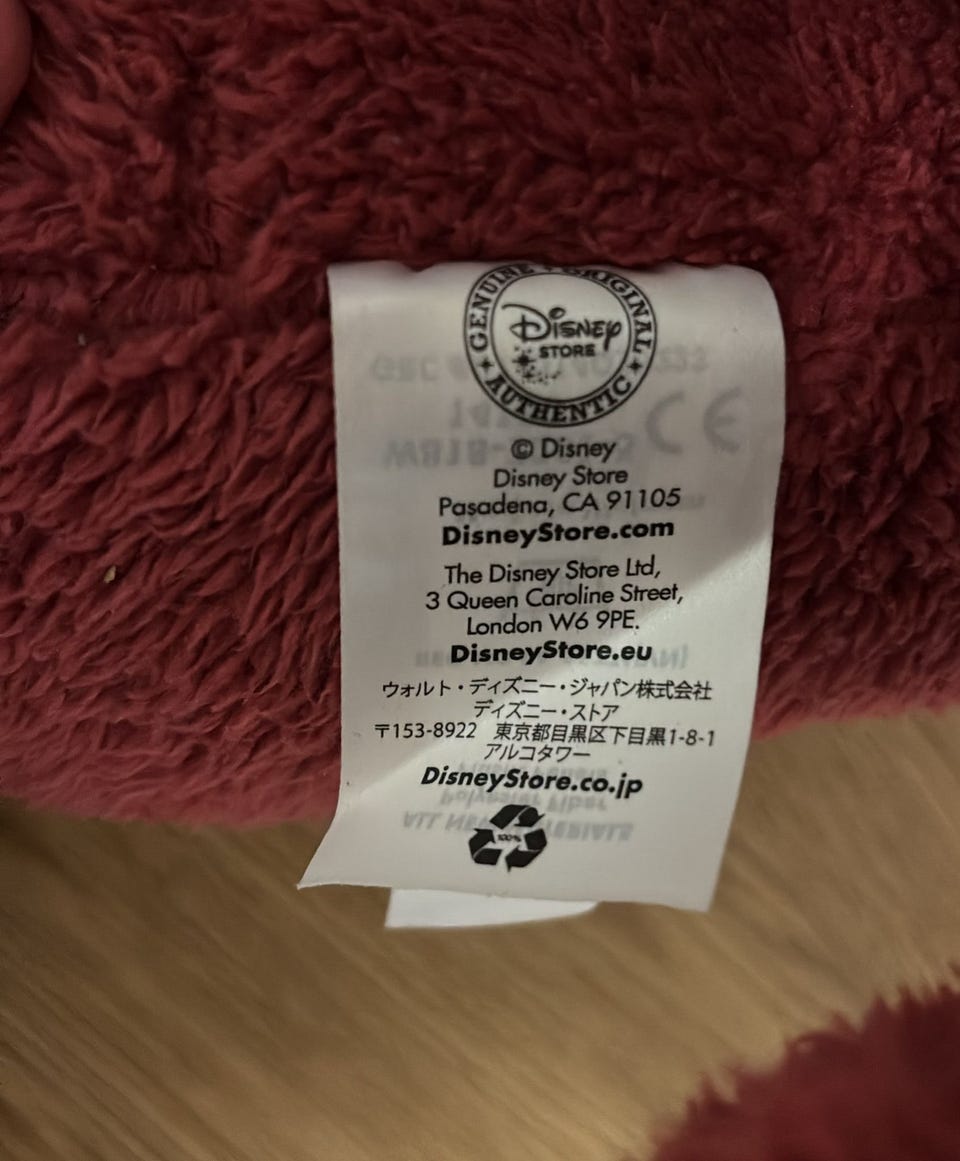 GENUINE ORIGINAL
Disney
STORE
AUTHENTIC
© Disney
Disney Store
Pasadena, CA 91105
DisneyStore.com
The Disney Store Ltd,
3 Queen Caroline Street,
London W6 9PE.
DisneyStore.eu
ウォルト・ディズニー・ジャパン株式会社
ディズニー・ストア
〒153-8922 東京都目黒区下目黒1-8-1
アルコタワー
DisneyStore.co.jp
100%